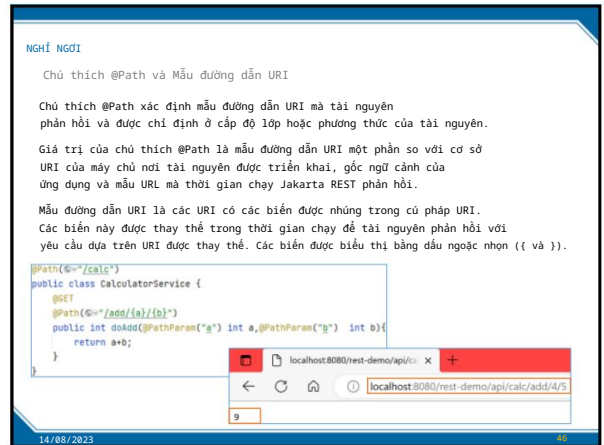 NGHỈ NGƠI
Chú thích @Path và Mẫu đường dẫn URI
Chú thích @Path xác định mẫu đường dẫn URI mà tài nguyên
phản hồi và được chỉ định ở cấp độ lớp hoặc phương thức của tài nguyên.
Giá trị của chú thích @Path là mẫu đường dẫn URI một phần so với cơ sở
URI của máy chủ nơi tài nguyên được triển khai, gốc ngữ cảnh của
ứng dụng và mẫu URL mà thời gian chạy Jakarta REST phản hồi.
Mẫu đường dẫn URI là các URI có các biến được nhúng trong cú pháp URI.
Các biến này được thay thế trong thời gian chạy để tài nguyên phản hồi với
yêu cầu dựa trên URI được thay thế. Các biến được biểu thị bằng dấu ngoặc nhọn ({ và }).
@Path("/calc")
public class CalculatorService {
@GET
@Path("/add/{a}/{b}")
public int doAdd(@PathParam("a") int a,@PathParam("b") int b){
return a+b;
}
}
localhost:8080/rest-demo/api/ca
localhost:8080/rest-demo/api/calc/add/4/5
9
14/08/2023
46